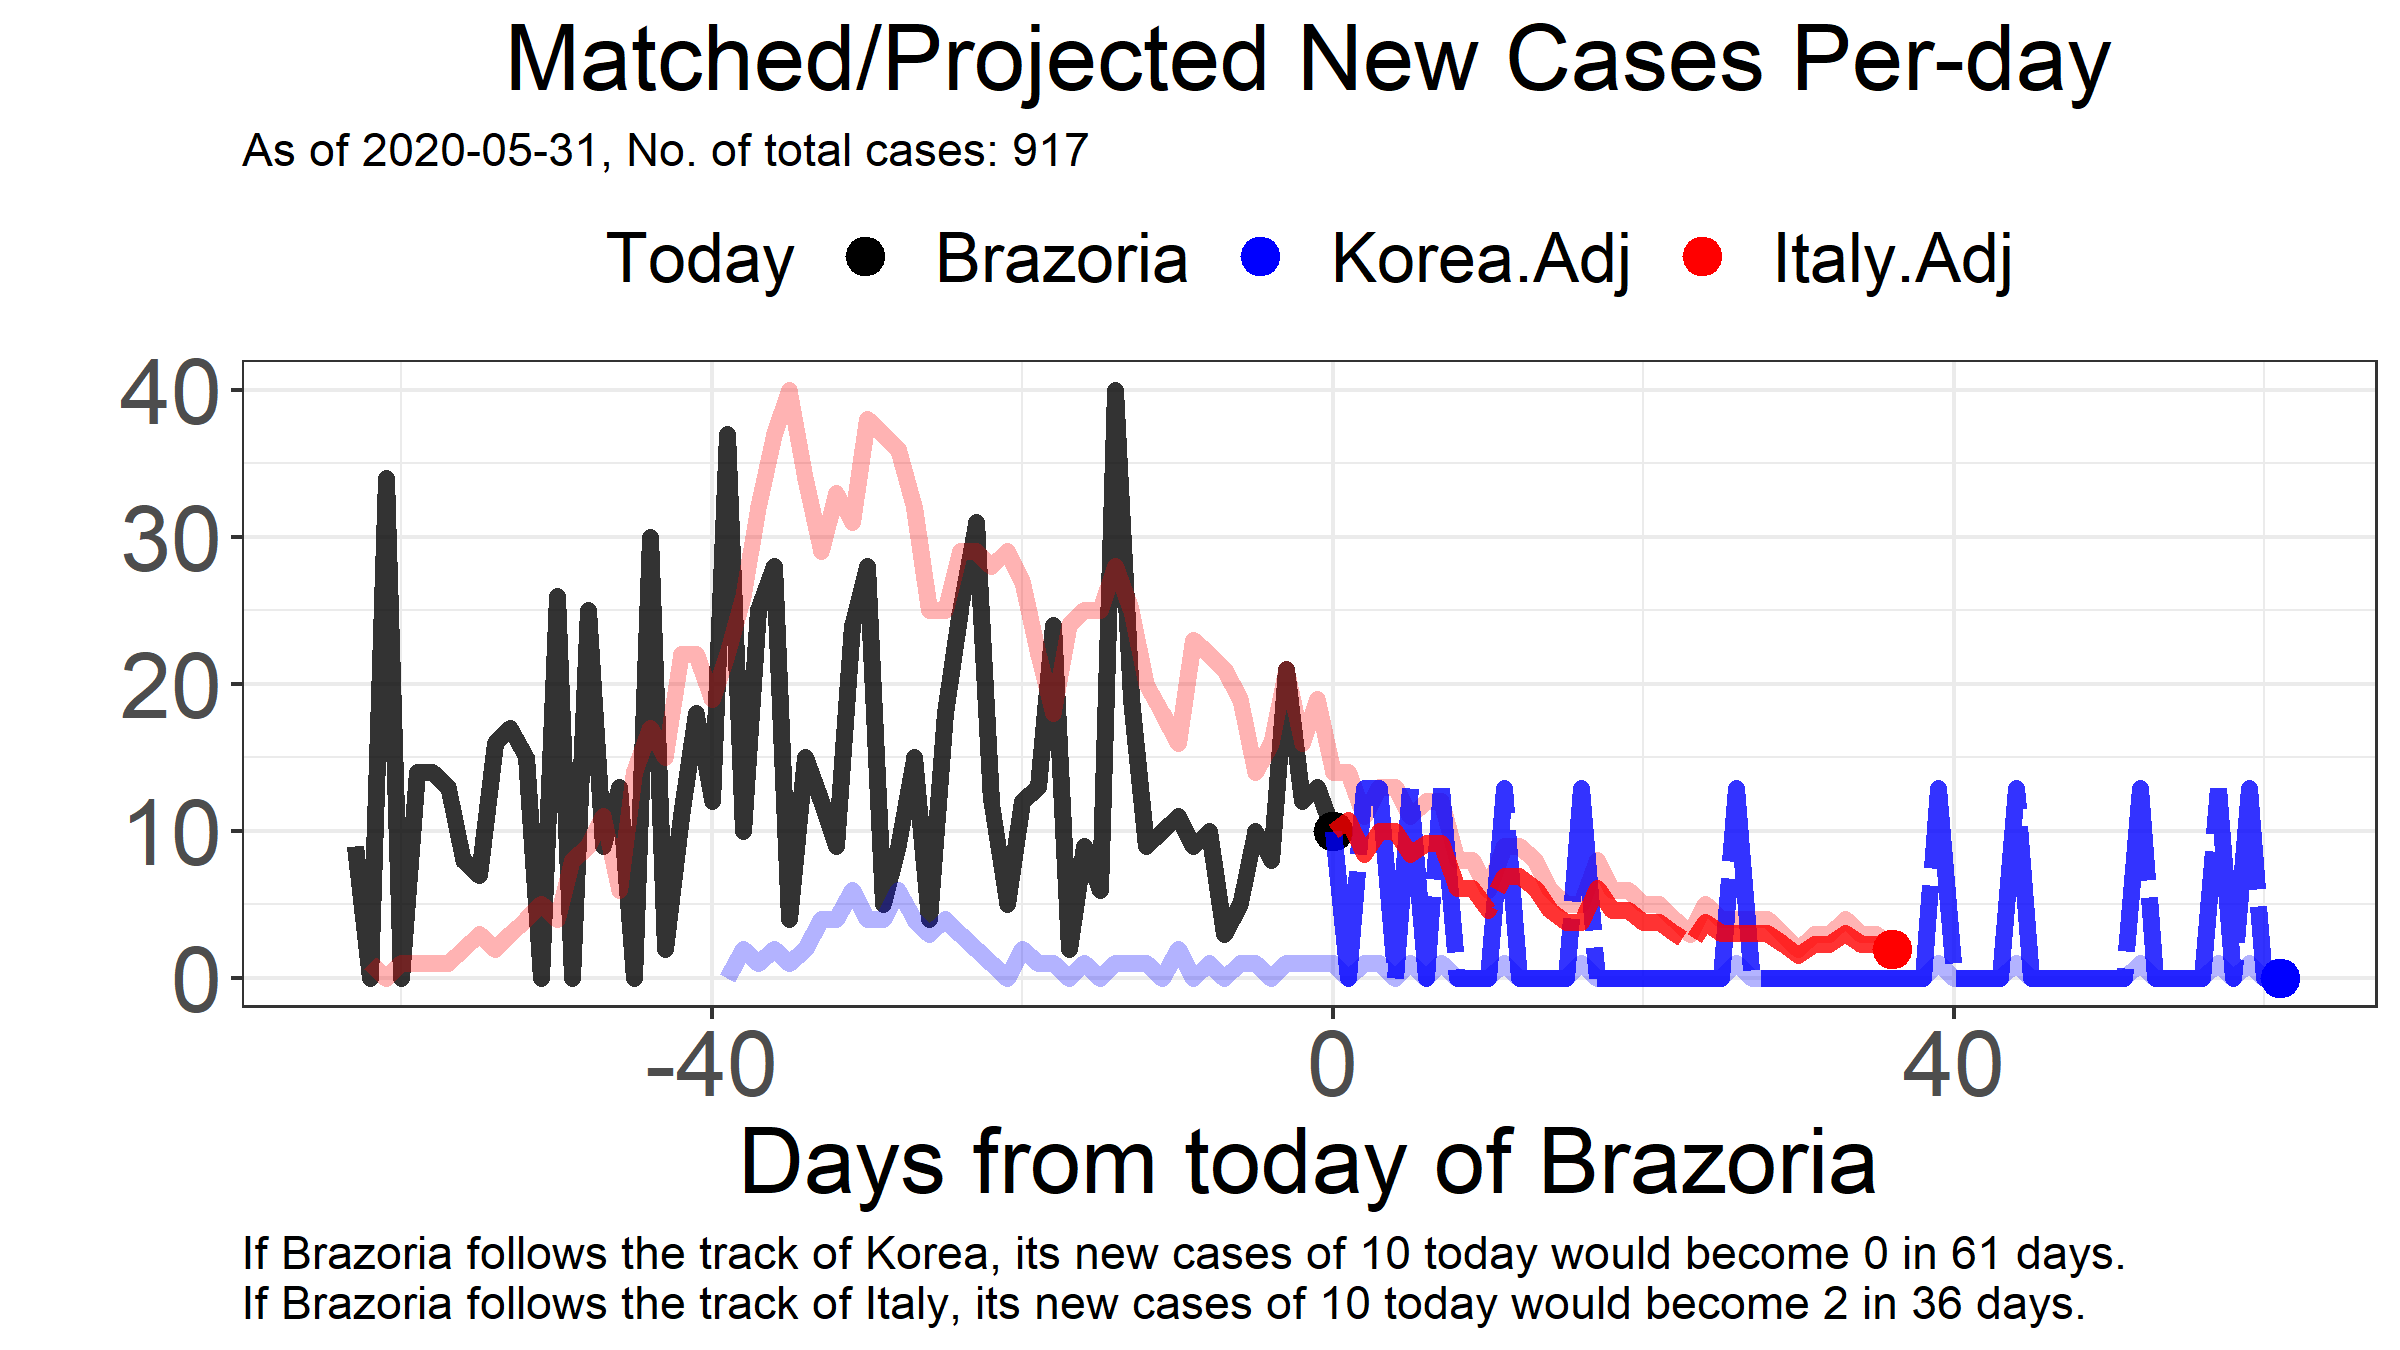 Matched/Projected New Cases Per-day
As of 2020-05-31, No. of total cases: 917
Today Brazoria Korea.Adj Italy.Adj
40
30
20
10
0
-40 0 40
Days from today of Brazoria
If Brazoria follows the track of Korea, its new cases of 10 today would become 0 in 61 days.
If Brazoria follows the track of Italy, its new cases of 10 today would become 2 in 36 days.